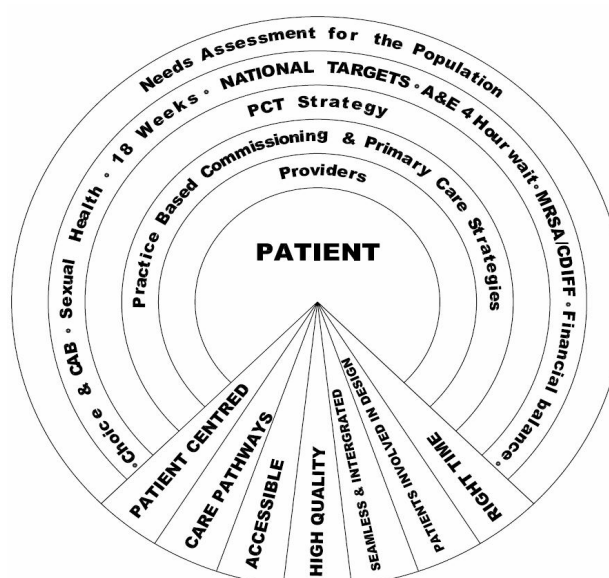 Needs Assessment for the Population
°Choice & CAB ° Sexual Health ° 18 Weeks ° NATIONAL TARGETS ° A&E 4 Hour wait ° MRSA/CDIFF ° Financial balance°
PCT Strategy
Practice Based Commissioning & Primary Care Strategies
Providers
PATIENT
PATIENT CENTRED
CARE PATHWAYS
ACCESSIBLE
HIGH QUALITY
SEAMLESS & INTERGRATED
PATIENTS INVOLVED IN DESIGN
RIGHT TIME